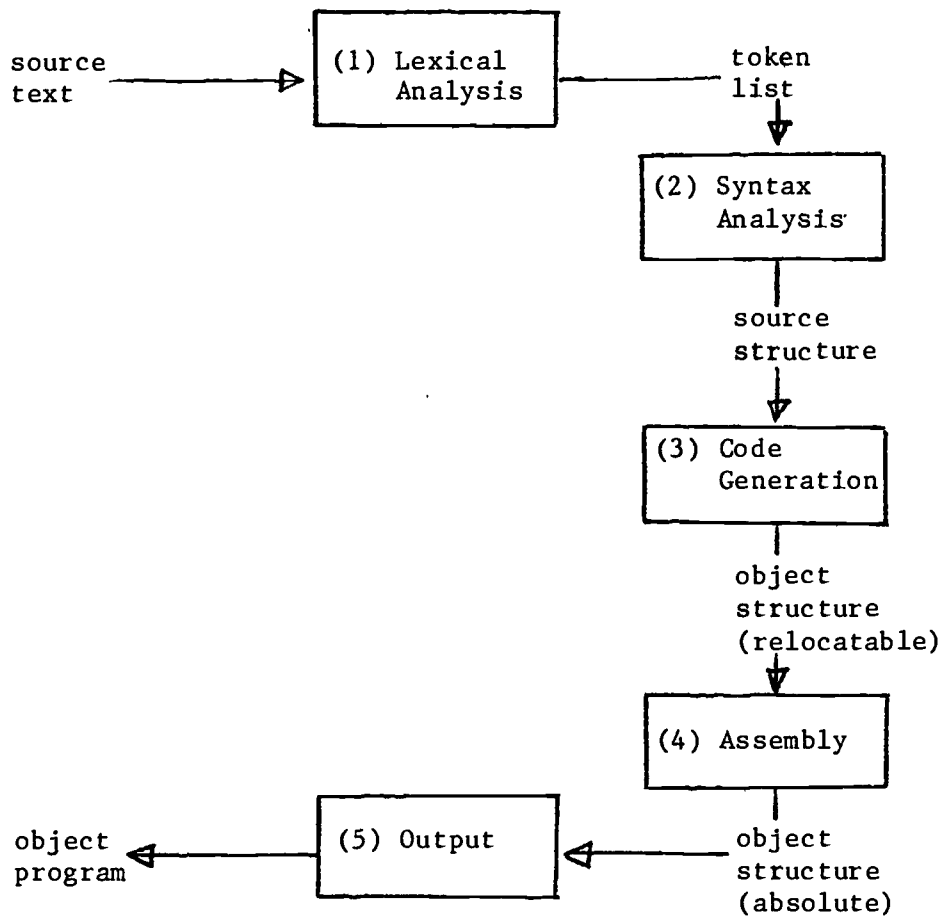 source
text
(1) Lexical
Analysis
token
list
(2) Syntax
Analysis
source
structure
(3) Code
Generation
object
structure
(relocatable)
(4) Assembly
object
structure
(absolute)
(5) Output
object
program